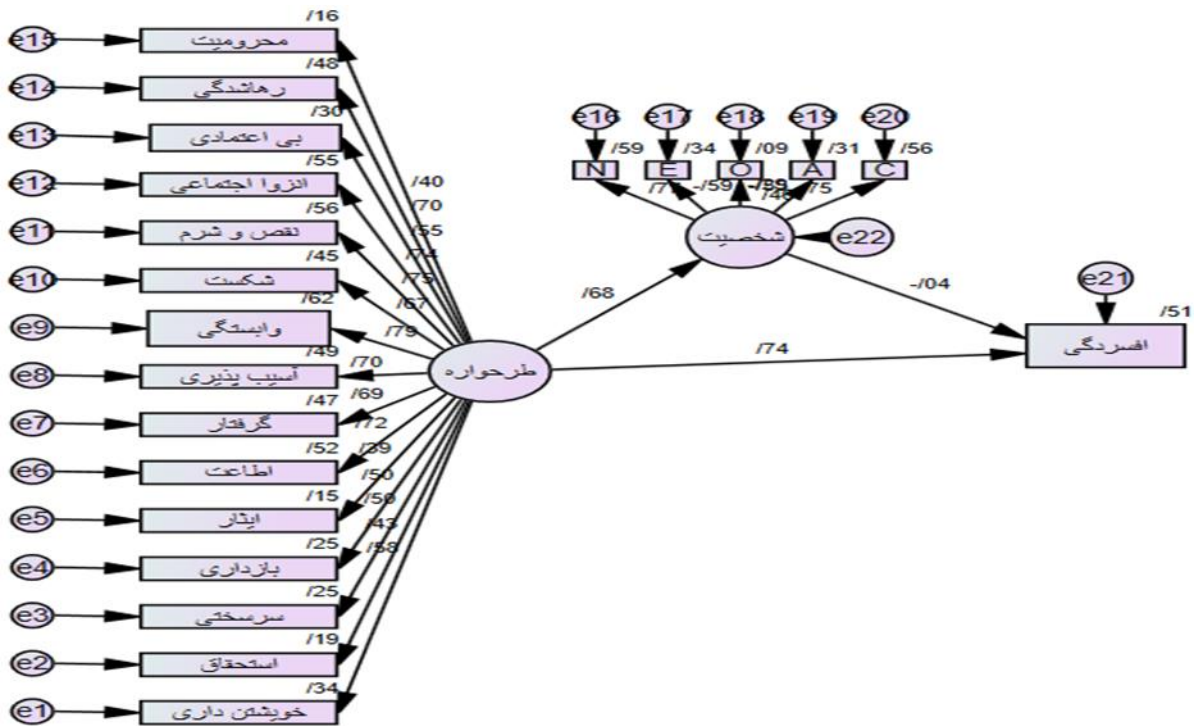 /16
e15
محرومیت
/48
e14
رهاشدگی
/30
e13
بی اعتمادی
/55
e12
انزوا اجتماعی
/56
e11
نقص و شرم
/45
e10
شکست
/62
e9
وابستگی
/49
e8
آسیب پذیری
/47
e7
گرفتار
/52
e6
اطاعت
/15
e5
ایثار
/25
e4
بازداری
/25
e3
سرسختی
/19
e2
استحقاق
/34
e1
خویشتن داری
/40
/70
/55
/74
/75
/67
/79
/70
/69
/72
/39
/50
/50
/43
/58
طرحواره
/68
/74
e16
e17
e18
e19
e20
/59
/34
/09
/31
/56
N
E
O
A
C
-/59
/75
شخصیت
e22
-/04
e21
/51
افسردگی